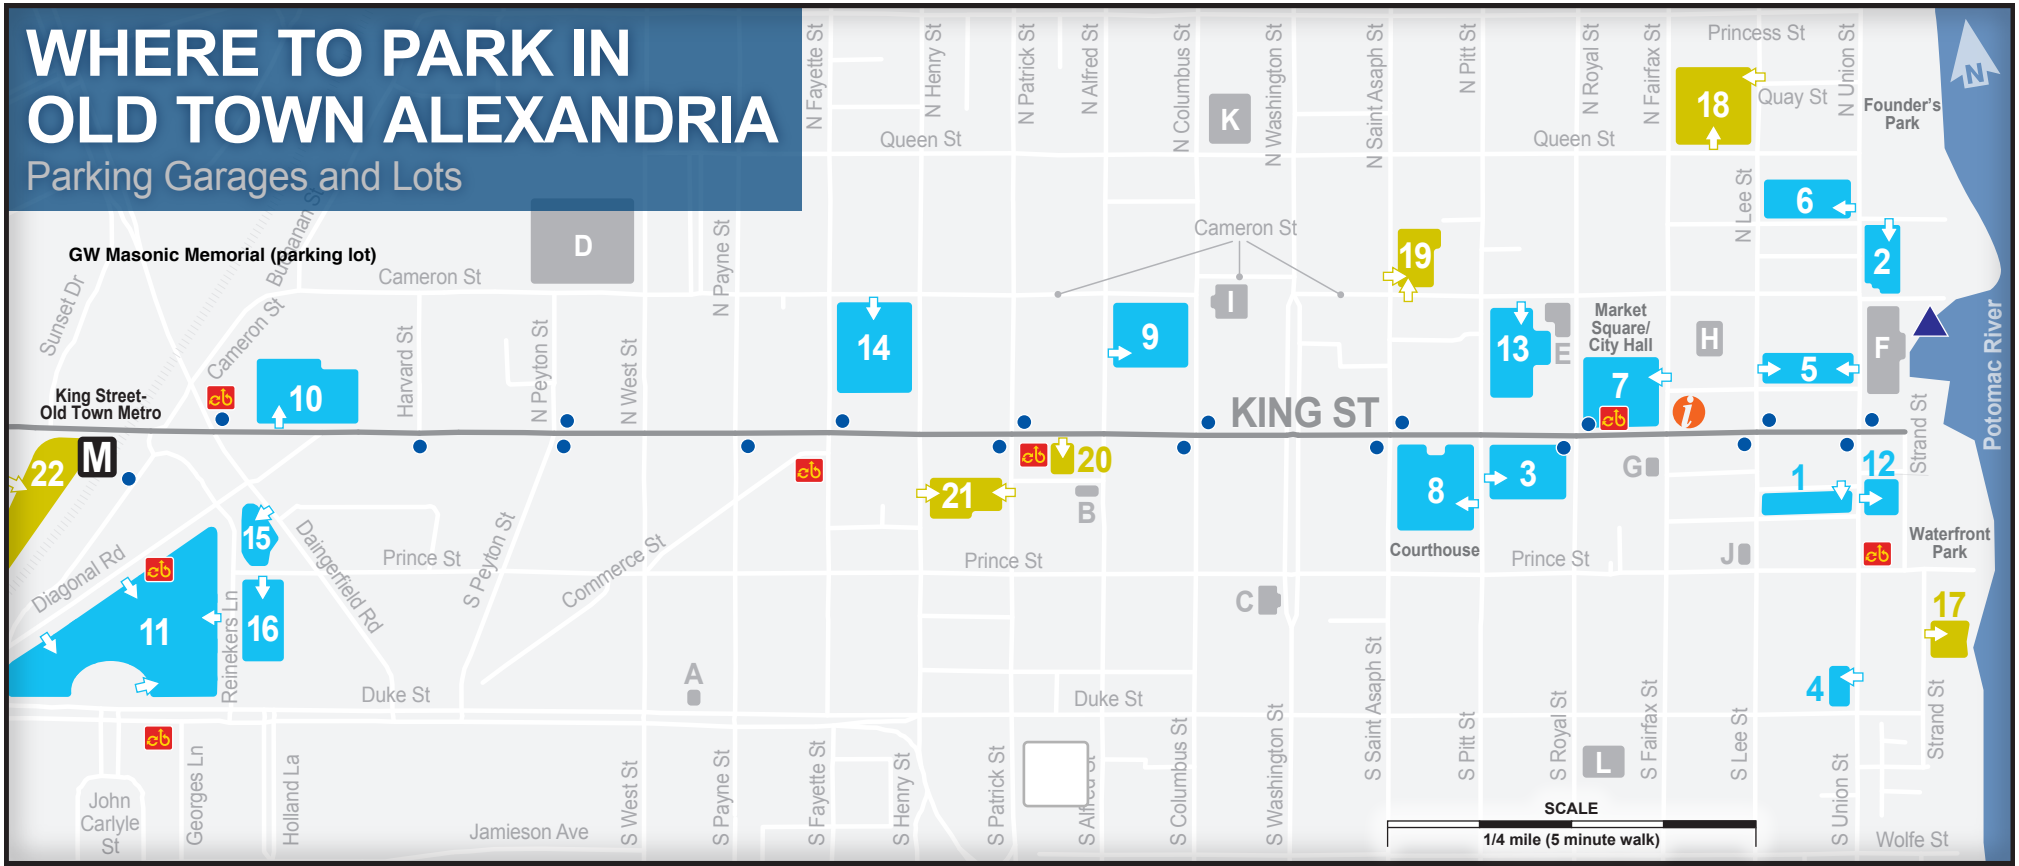 WHERE TO PARK IN
OLD TOWN ALEXANDRIA
Parking Garages and Lots
N Fayette St
N Henry St
N Patrick St
N Alfred St
N Columbus St
N Washington St
N Saint Asaph St
N Pitt St
N Royal St
N Fairfax St
Princess St
N Union St
N
Quay St
Founder's
Park
18
K
Queen St
Queen St
Buchanan St
N Lee St
6
D
N Payne St
Cameron St
19
2
GW Masonic Memorial (parking lot)
Cameron St
Sunset Dr
Cameron St
Harvard St
N Peyton St
N West St
14
9
I
13
E
Market
Square/
City Hall
H
F
5
7
Potomac River
King Street-
Old Town Metro
10
KING ST
i
Strand St
M
22
20
21
B
8
3
G
1
12
Courthouse
15
Daingerfield Rd
Prince St
S Peyton St
Commerce St
Prince St
Prince St
J
Waterfront
Park
Diagonal Rd
11
Reinekers Ln
16
C
17
A
Duke St
Duke St
4
S Saint Asaph St
S Pitt St
S Royal St
S Fairfax St
S Lee St
Strand St
L
Georges Ln
Holland La
S West St
S Payne St
S Fayette St
S Henry St
S Patrick St
S Alfred St
S Columbus St
S Washington St
S Union St
John
Carlyle
St
Jamieson Ave
SCALE
1/4 mile (5 minute walk)
Wolfe St